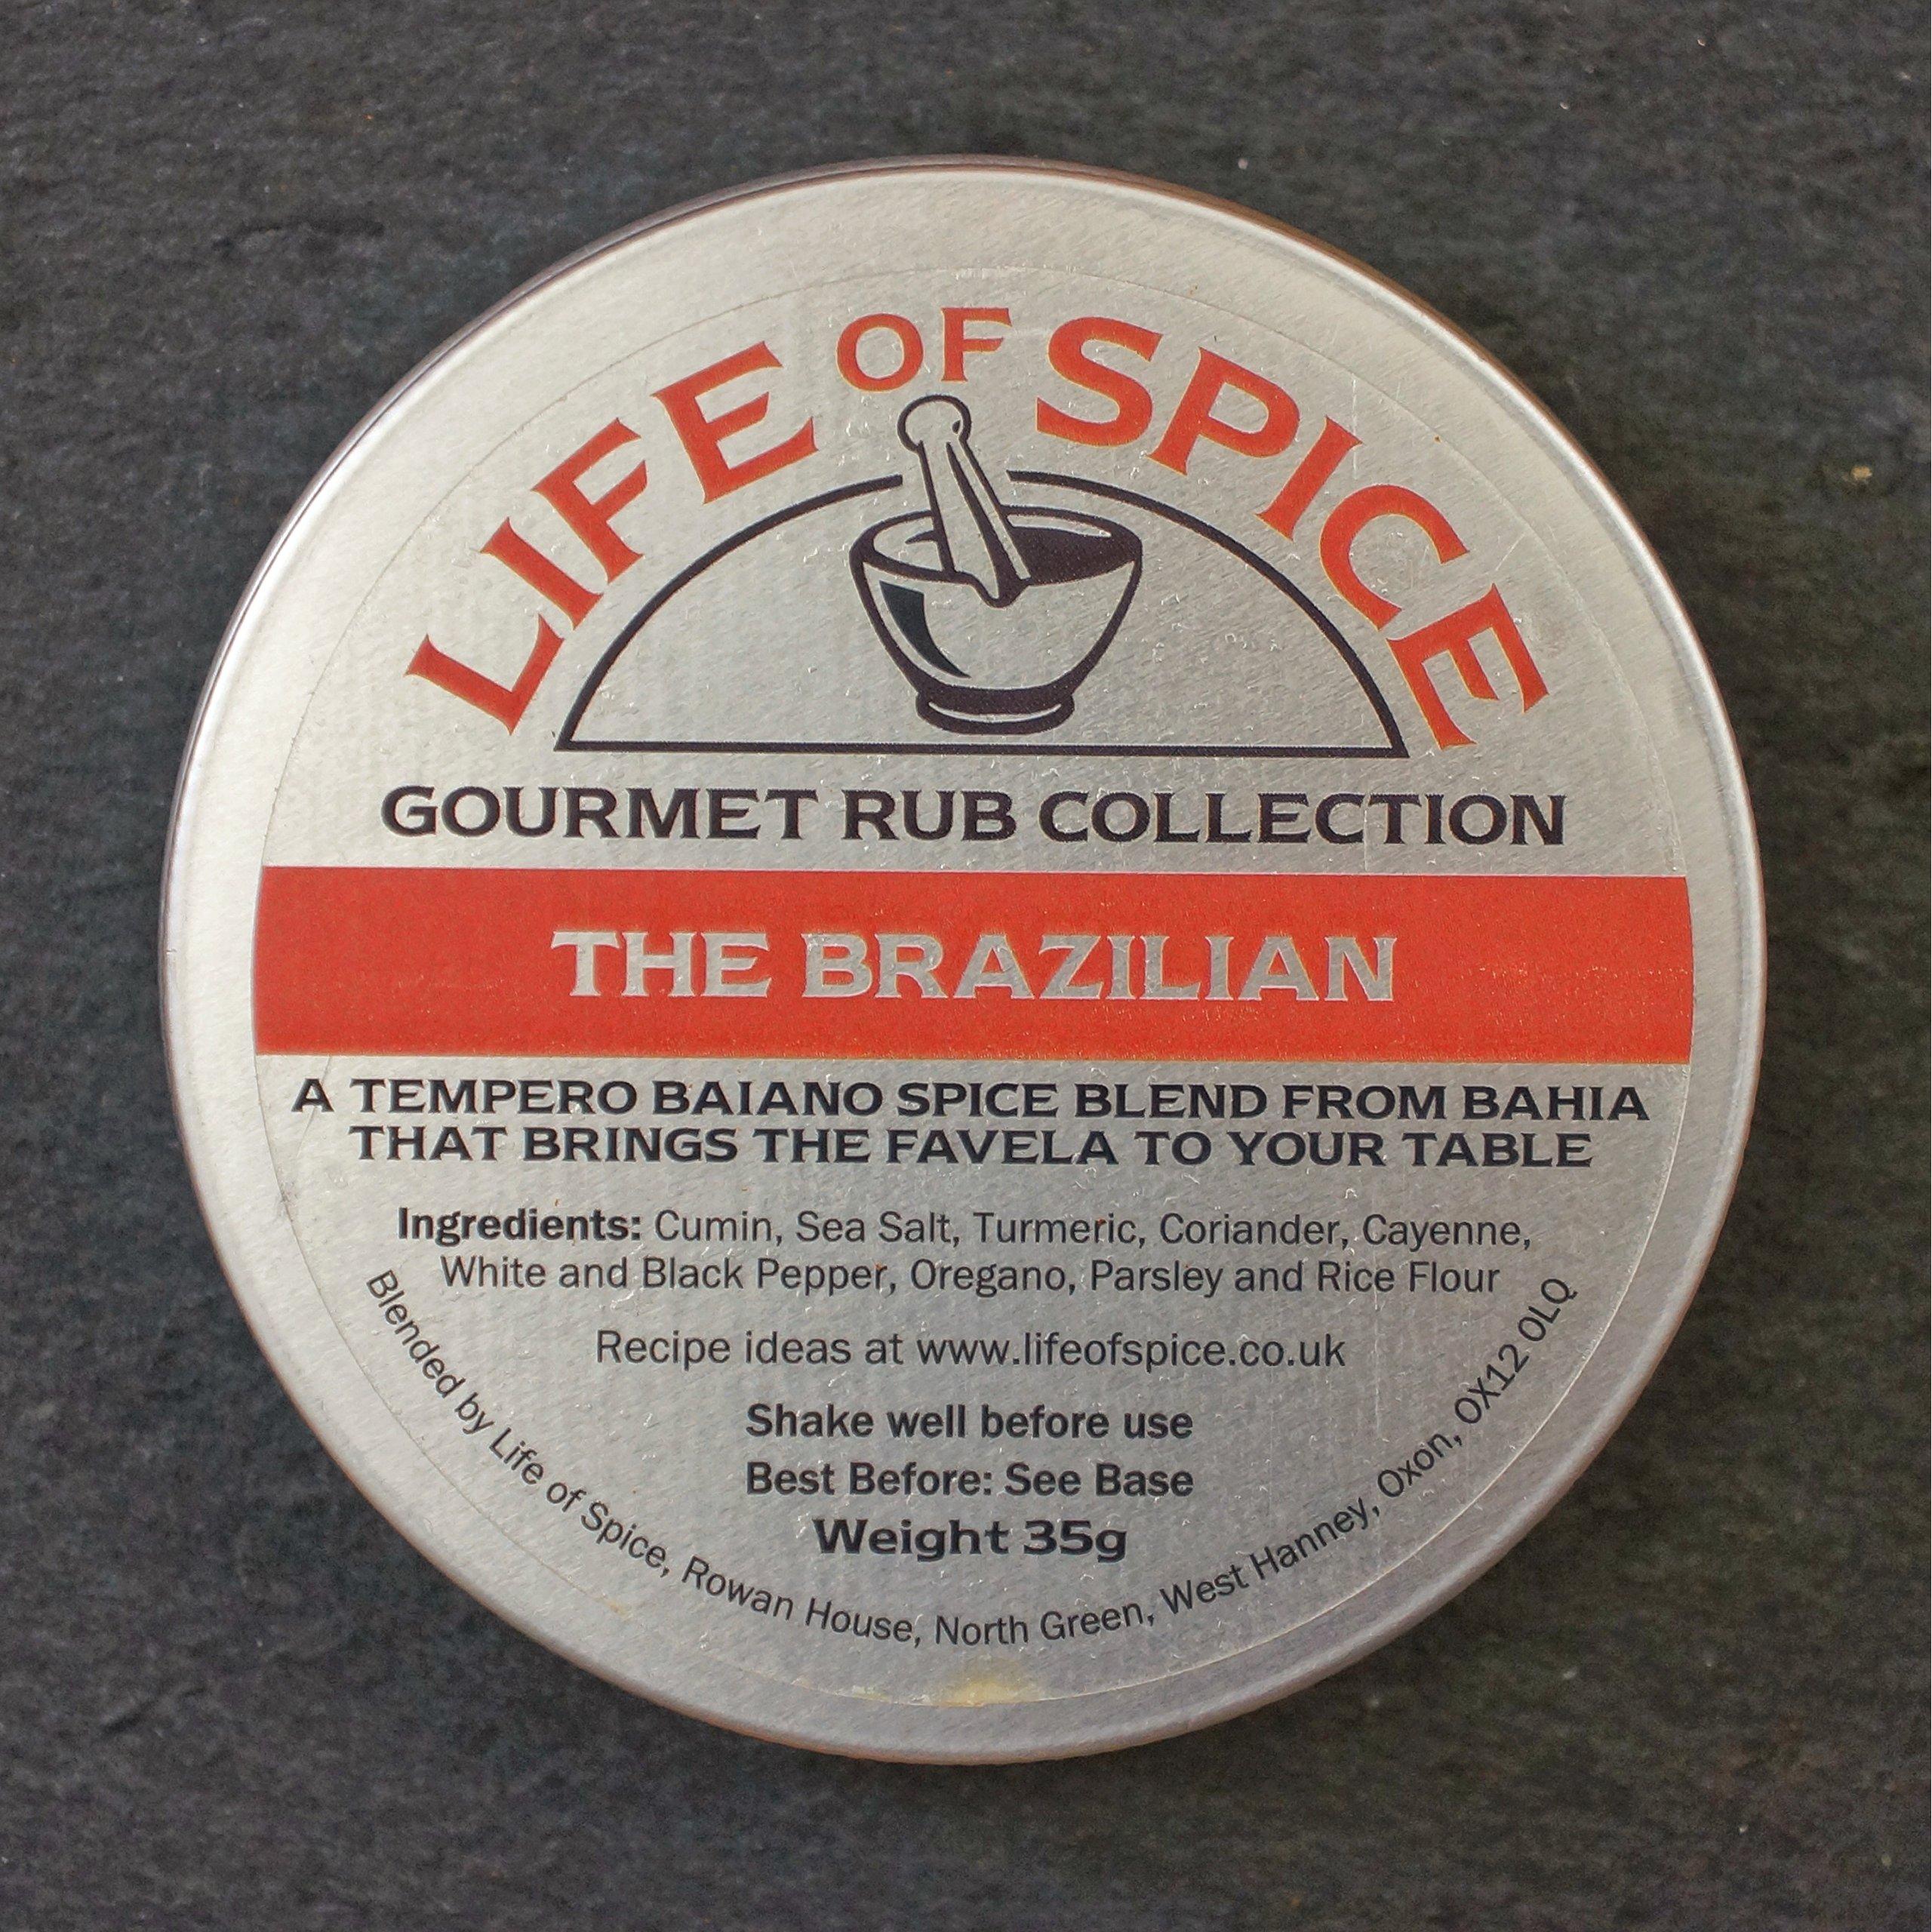 LIFE OF SPICE
GOURMET RUB COLLECTION
THE BRAZILIAN
A TEMPERO BAIANO SPICE BLEND FROM BAHIA
THAT BRINGS THE FAVELA TO YOUR TABLE
Ingredients: Cumin, Sea Salt, Turmeric, Coriander, Cayenne,
White and Black Pepper, Oregano, Parsley and Rice Flour
Recipe ideas at www.lifeofspice.co.uk
Shake well before use
Best Before: See Base
Weight 35g
Blended by Life of Spice, Rowan House, North Green, West Hanney, Oxon, OX12 0LQ